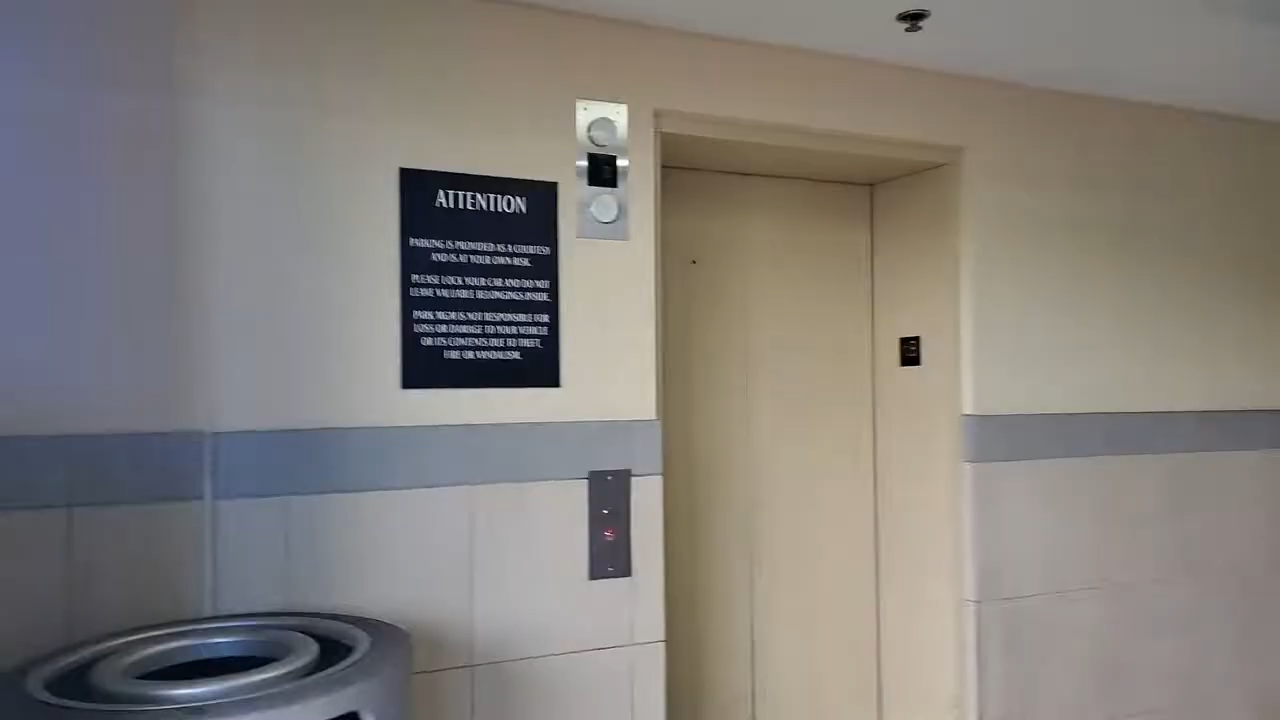 ATTENTION
PARKING IS PROVIDED AS A COURTESY
AND IS AT YOUR OWN RISK.
PLEASE LOCK YOUR CAR AND DO NOT
LEAVE VALUABLE BELONGINGS INSIDE.
PARK MGM IS NOT RESPONSIBLE FOR
LOSS OR DAMAGE TO YOUR VEHICLE
OR ITS CONTENTS DUE TO THEFT,
FIRE OR VANDALISM.